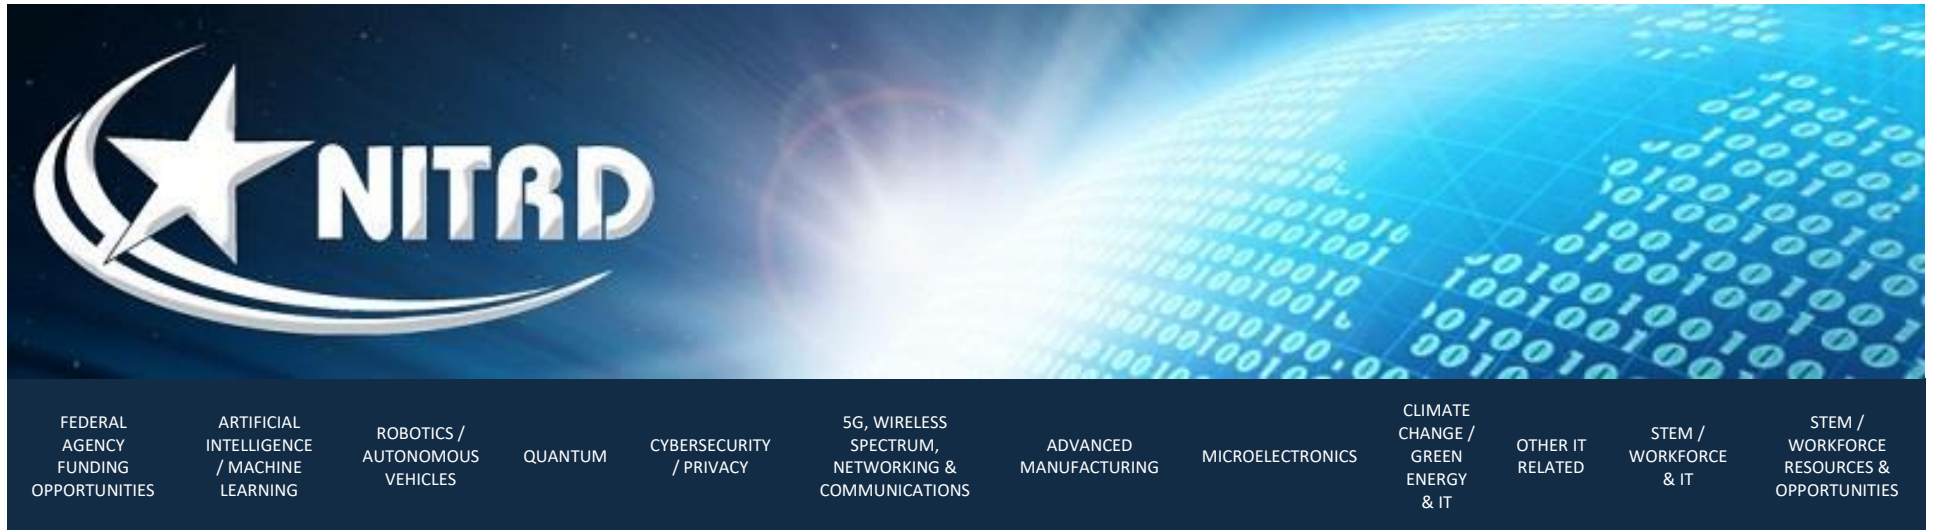 NITRD
FEDERAL
AGENCY
FUNDING
OPPORTUNITIES
ARTIFICIAL
INTELLIGENCE
/ MACHINE
LEARNING
ROBOTICS /
AUTONOMOUS
VEHICLES
QUANTUM
CYBERSECURITY
/ PRIVACY
5G, WIRELESS
SPECTRUM,
NETWORKING &
COMMUNICATIONS
ADVANCED
MANUFACTURING
MICROELECTRONICS
CLIMATE
CHANGE /
GREEN
ENERGY
& IT
OTHER IT
RELATED
STEM /
WORKFORCE
& IT
STEM /
WORKFORCE
RESOURCES &
OPPORTUNITIES